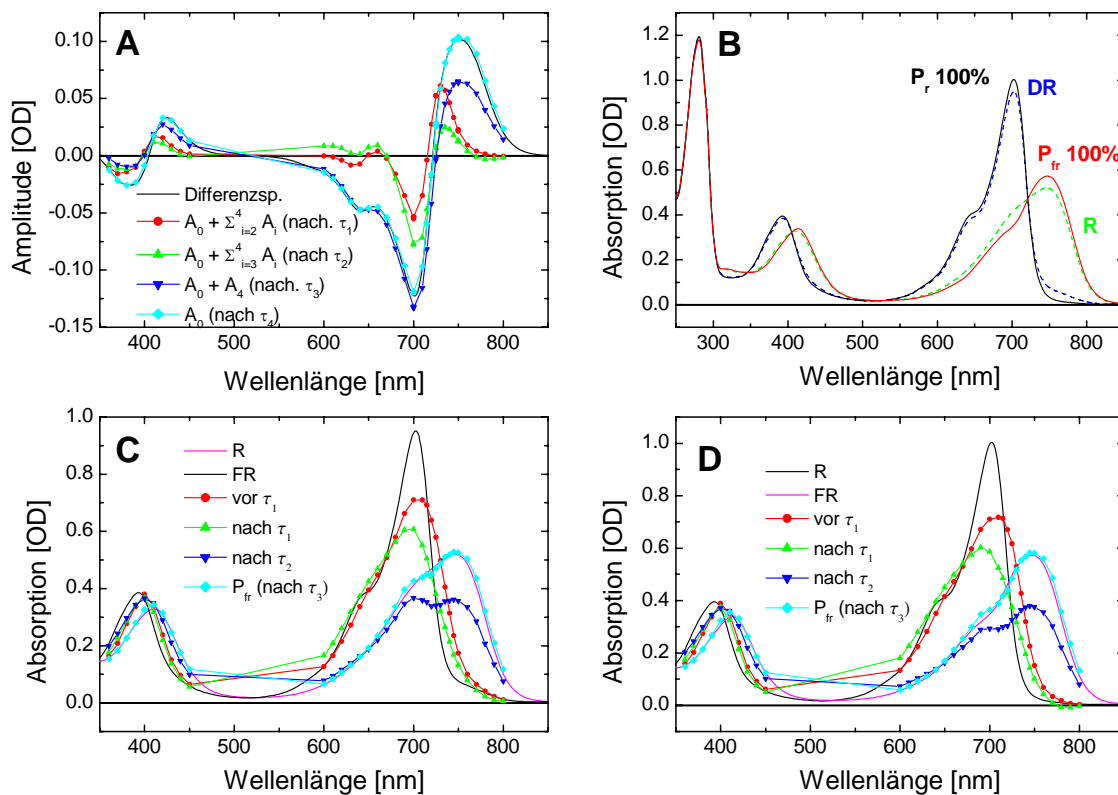 A
0.10
0.05
0.00
-0.05
-0.10
-0.15
Amplitude [OD]
Differenzsp.
A₀ + Σ⁴ᵢ₌₂ Aᵢ (nach. τ₁)
A₀ + Σ⁴ᵢ₌₃ Aᵢ (nach τ₂)
A₀ + A₄ (nach. τ₃)
A₀ (nach τ₄)
400 500 600 700 800
Wellenlänge [nm]
B
1.2
1.0
0.8
0.6
0.4
0.2
0.0
Absorption [OD]
Pᵣ 100%
DR
P_fr 100%
R
300 400 500 600 700 800
Wellenlänge [nm]
C
1.0
0.8
0.6
0.4
0.2
0.0
Absorption [OD]
R
FR
vor τ₁
nach τ₁
nach τ₂
P_fr (nach τ₃)
400 500 600 700 800
Wellenlänge [nm]
D
1.0
0.8
0.6
0.4
0.2
0.0
Absorption [OD]
R
FR
vor τ₁
nach τ₁
nach τ₂
P_fr (nach τ₃)
400 500 600 700 800
Wellenlänge [nm]